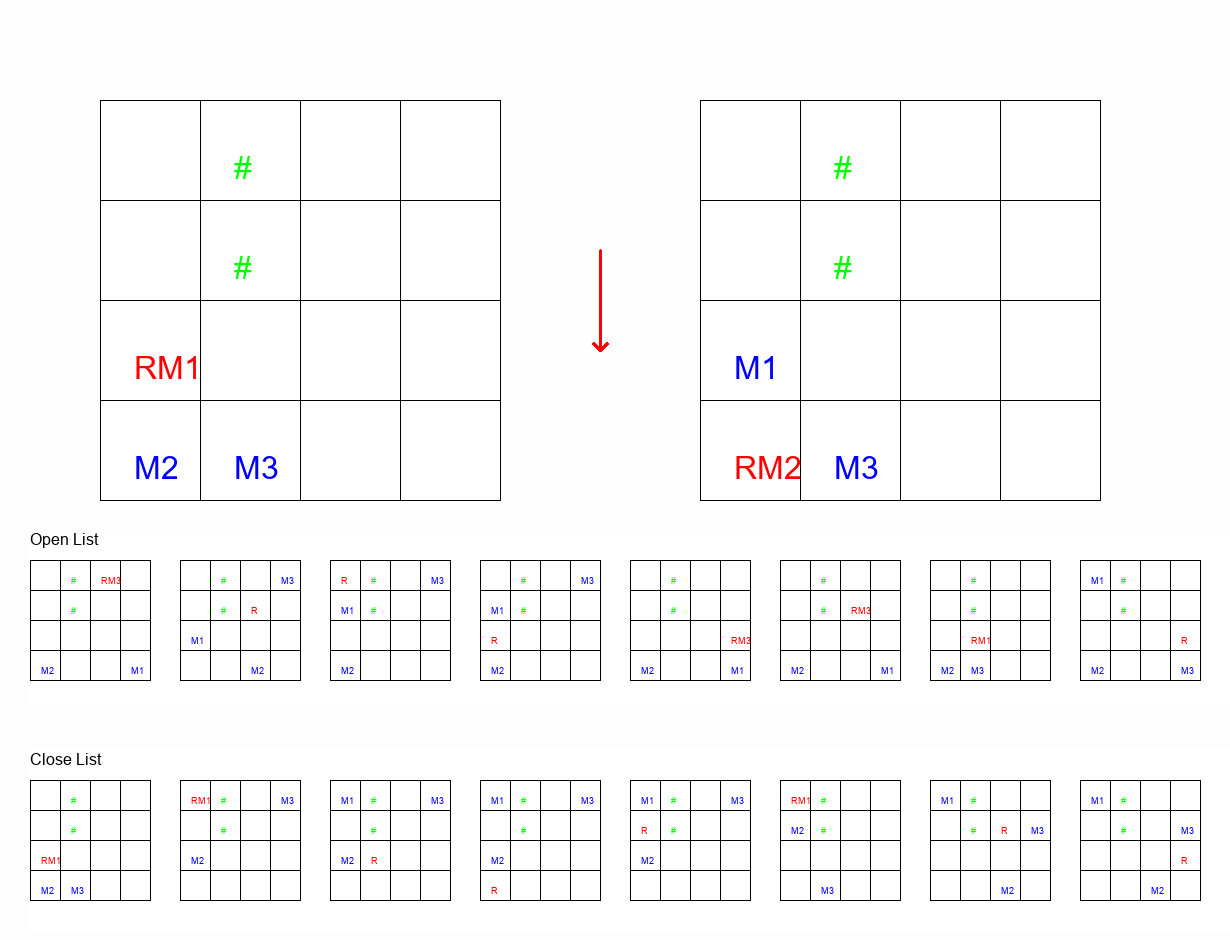 # #
# #
RM1 M1
M2 M3 RM2 M3
Open List
# RM3 # M3 R # M3 # M3 # # # M1 #
# # R M1 # M1 # # # RM3 # #
M1 R RM3 RM1 R
M2 M1 M2 M2 M2 M2 M1 M2 M1 M2 M3 M2 M3
Close List
# RM1 # M3 M1 # M3 M1 # M3 M1 # M3 RM1 # M1 # M1 #
# # # # R # M2 # # R M3 # M3
RM1 M2 M2 R M2 M2 R
M2 M3 R M3 M2 M2